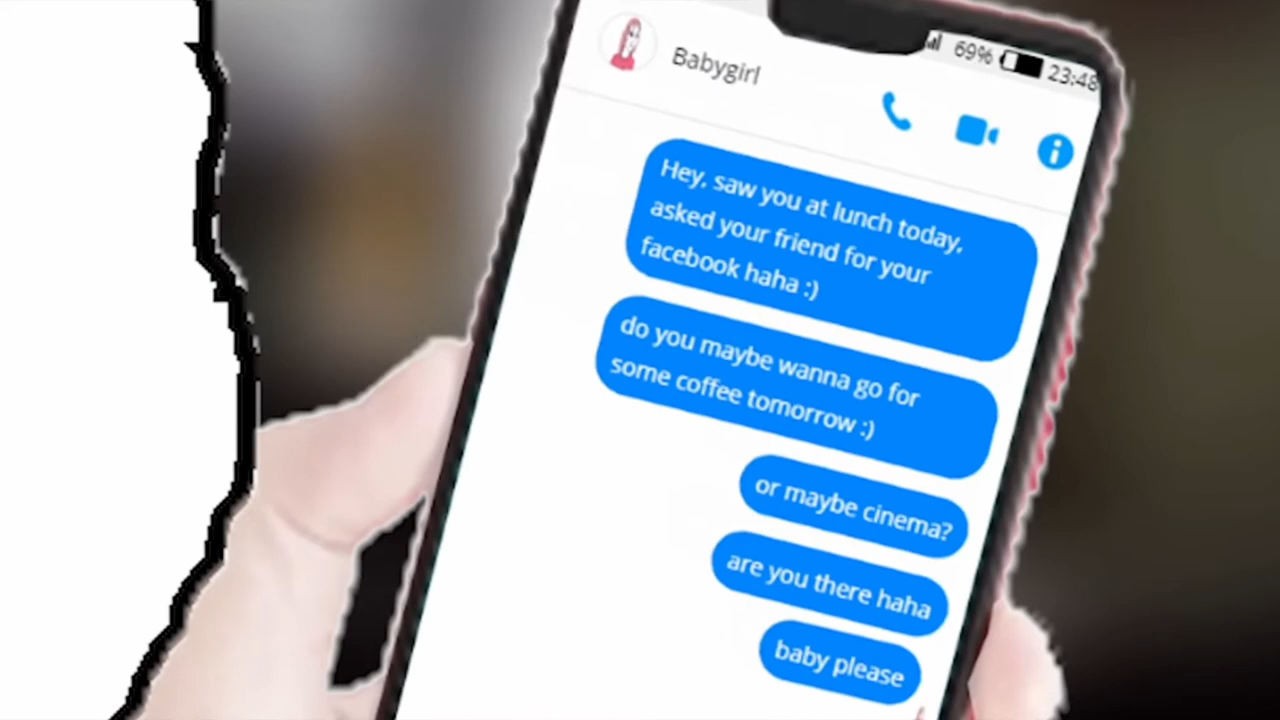 69% 23:48
Babygirl
Hey, saw you at lunch today,
asked your friend for your
facebook haha :)
do you maybe wanna go for
some coffee tomorrow :)
or maybe cinema?
are you there haha
baby please